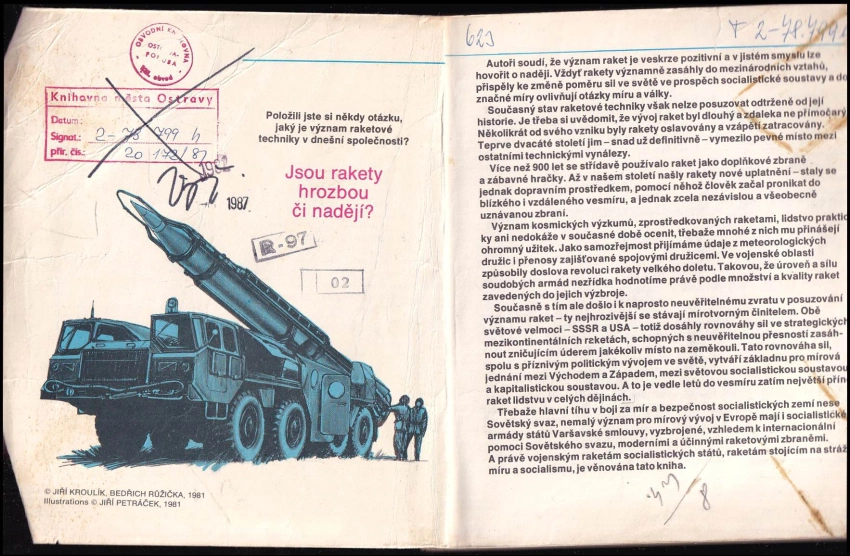 OBVODNÍ KNIHOVNA
OSTRAVA-
PORUBA
VIII. obvod
Knihovna města Ostravy
Datum:
Signat.: 2-78 799 h
přír. čís.: 20 172/87
1987
R-97
02
Položili jste si někdy otázku,
jaký je význam raketové
techniky v dnešní společnosti?
Jsou rakety
hrozbou
či nadějí?
© JIŘÍ KROULÍK, BEDŘICH RŮŽIČKA, 1981
Illustrations © JIŘÍ PETRÁČEK, 1981
623
2-78.799
Autoři soudí, že význam raket je veskrze pozitivní a v jistém smyslu lze
hovořit o naději. Vždyť rakety významně zasáhly do mezinárodních vztahů,
přispěly ke změně poměru sil ve světě ve prospěch socialistické soustavy a do
značné míry ovlivňují otázky míru a války.
Současný stav raketové techniky však nelze posuzovat odtrženě od její
historie. Je třeba si uvědomit, že vývoj raket byl dlouhý a zdaleka ne přímočarý.
Několikrát od svého vzniku byly rakety oslavovány a vzápětí zatracovány.
Teprve dvacáté století jim – snad už definitivně – vymezilo pevné místo mezi
ostatními technickými vynálezy.
Více než 900 let se střídavě používalo raket jako doplňkové zbraně
a zábavné hračky. Až v našem století našly rakety nové uplatnění – staly se
jednak dopravním prostředkem, pomocí něhož člověk začal pronikat do
blízkého i vzdáleného vesmíru, a jednak zcela nezávislou a všeobecně
uznávanou zbraní.
Význam kosmických výzkumů, zprostředkovaných raketami, lidstvo praktic
ky ani nedokáže v současné době ocenit, třebaže mnohé z nich mu přinášejí
ohromný užitek. Jako samozřejmost přijímáme údaje z meteorologických
družic i přenosy zajišťované spojovými družicemi. Ve vojenské oblasti
způsobily doslova revoluci rakety velkého doletu. Takovou, že úroveň a sílu
soudobých armád nezřídka hodnotíme právě podle množství a kvality raket
zavedených do jejich výzbroje.
Současně s tím ale došlo i k naprosto neuvěřitelnému zvratu v posuzování
významu raket – ty nejhrozivější se stávají mírotvorným činitelem. Obě
světové velmoci – SSSR a USA – totiž dosáhly rovnováhy sil ve strategických
mezikontinentálních rzketách, schopných s neuvěřitelnou přesností zasáh-
nout zničujícím úderem jakékoliv místo na zeměkouli. Tato rovnováha sil,
spolu s příznivým politickým vývojem ve světě, vytváří základnu pro mírová
jednání mezi Východem a Západem, mezi světovou socialistickou soustavou
a kapitalistickou soustavou. A to je vedle letů do vesmíru zatím největší přín
raket lidstvu v celých dějinách.
Třebaže hlavní tíhu v boji za mír a bezpečnost socialistických zemí nese
Sovětský svaz, nemalý význam pro mírový vývoj v Evropě mají i socialistické
armády států Varšavské smlouvy, vyzbrojené, vzhledem k internacionální
pomoci Sovětského svazu, moderními a účinnými raketovými zbraněmi.
A právě vojenským raketám socialistických států, raketám stojícím na stráž
míru a socialismu, je věnována tato kniha.
8